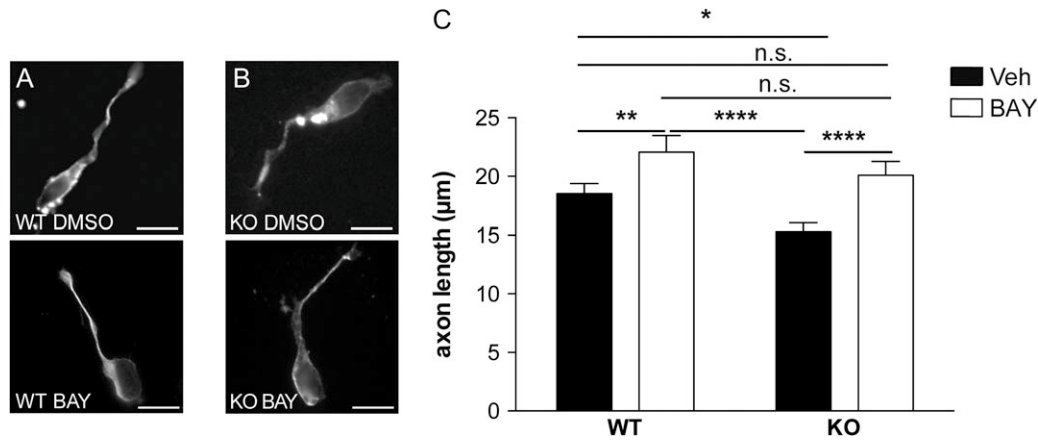 A
WT DMSO
B
KO DMSO
WT BAY
KO BAY
C
*
n.s.
n.s.
** **** ****
Veh
BAY
axon length (µm)
25
20
15
10
5
0
WT KO